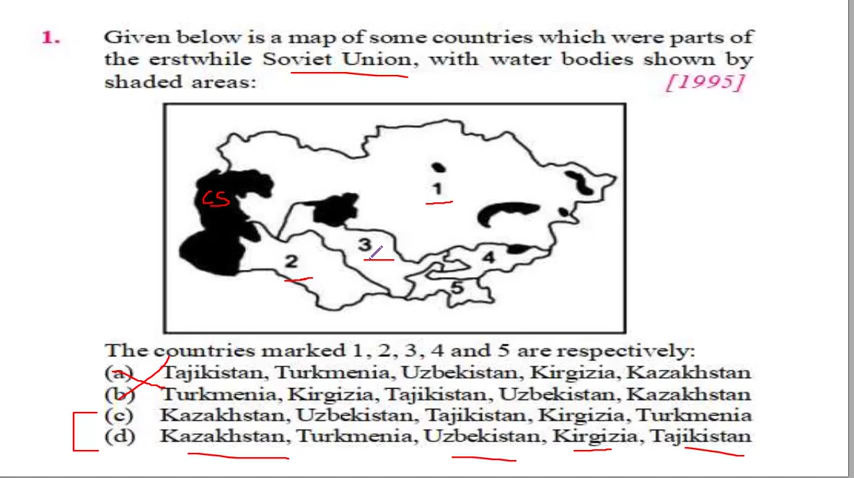 1. Given below is a map of some countries which were parts of
the erstwhile Soviet Union, with water bodies shown by
shaded areas: [1995]
CS
1
3
2
4
5
The countries marked 1, 2, 3, 4 and 5 are respectively:
(a) Tajikistan, Turkmenia, Uzbekistan, Kirgizia, Kazakhstan
(b) Turkmenia, Kirgizia, Tajikistan, Uzbekistan, Kazakhstan
(c) Kazakhstan, Uzbekistan, Tajikistan, Kirgizia, Turkmenia
(d) Kazakhstan, Turkmenia, Uzbekistan, Kirgizia, Tajikistan